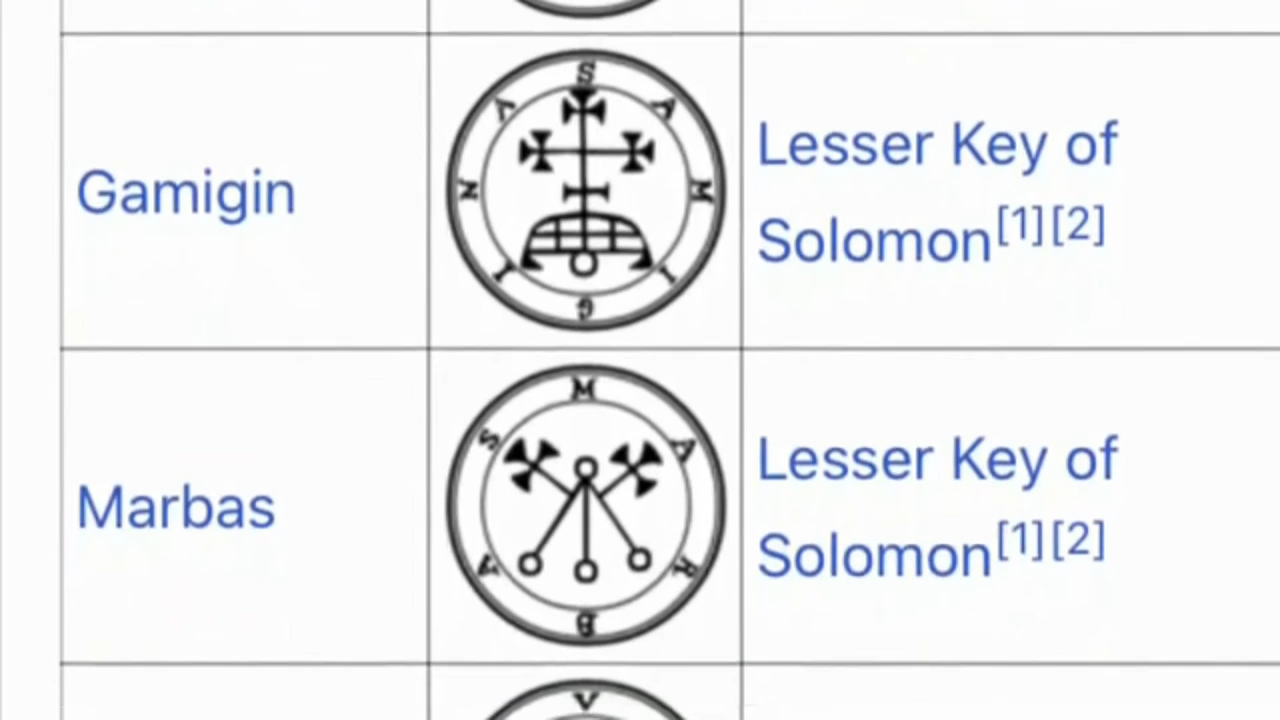 Gamigin
S A M I G I N A
Lesser Key of
Solomon[1][2]
Marbas
M A R B A S
Lesser Key of
Solomon[1][2]
V